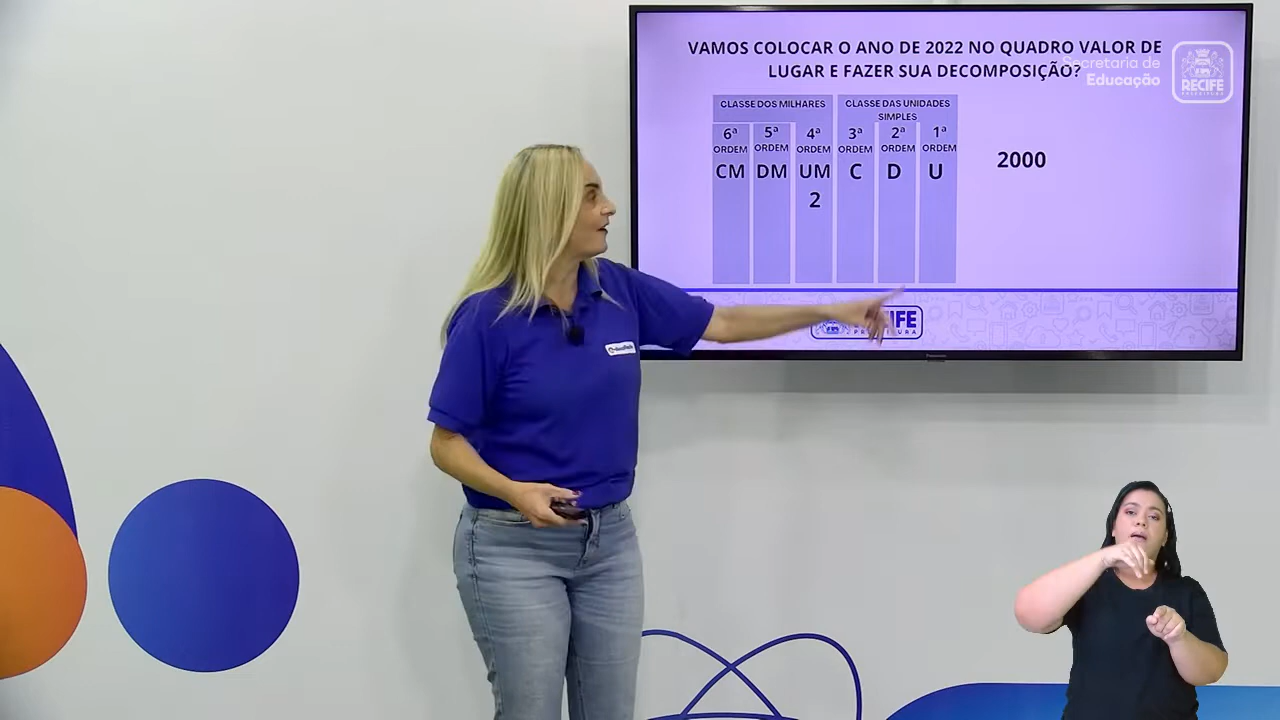 VAMOS COLOCAR O ANO DE 2022 NO QUADRO VALOR DE
LUGAR E FAZER SUA DECOMPOSIÇÃO?
Secretaria de
Educação
RECIFE
PREFEITURA
CLASSE DOS MILHARES
CLASSE DAS UNIDADES
SIMPLES
6ª 5ª 4ª 3ª 2ª 1ª
ORDEM ORDEM ORDEM ORDEM ORDEM ORDEM
CM DM UM C D U
2
2000